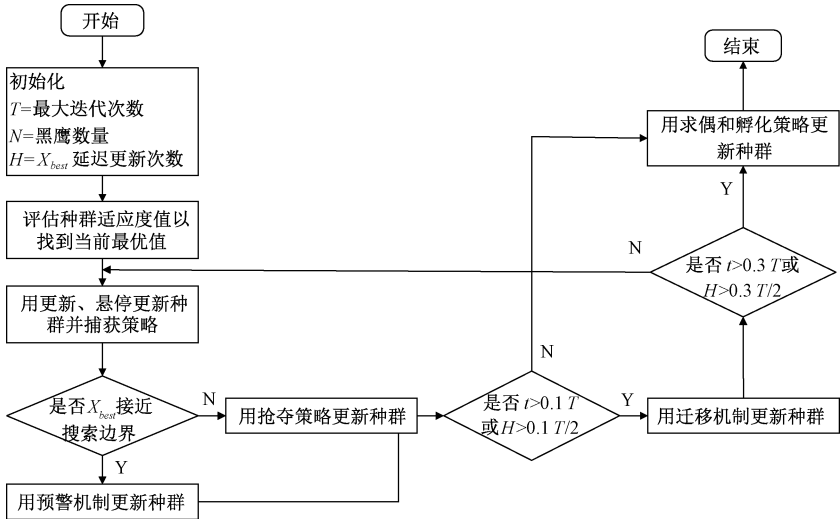 开始
初始化
T=最大迭代次数
N=黑鹰数量
H=X_best 延迟更新次数
评估种群适应度值以
找到当前最优值
用更新、悬停更新种
群并捕获策略
是否 X_best 接近
搜索边界
N
Y
用抢夺策略更新种群
用预警机制更新种群
是否 t>0.1 T
或 H>0.1 T/2
N
Y
用迁移机制更新种群
是否 t>0.3 T或
H>0.3 T/2
N
Y
用求偶和孵化策略更
新种群
结束